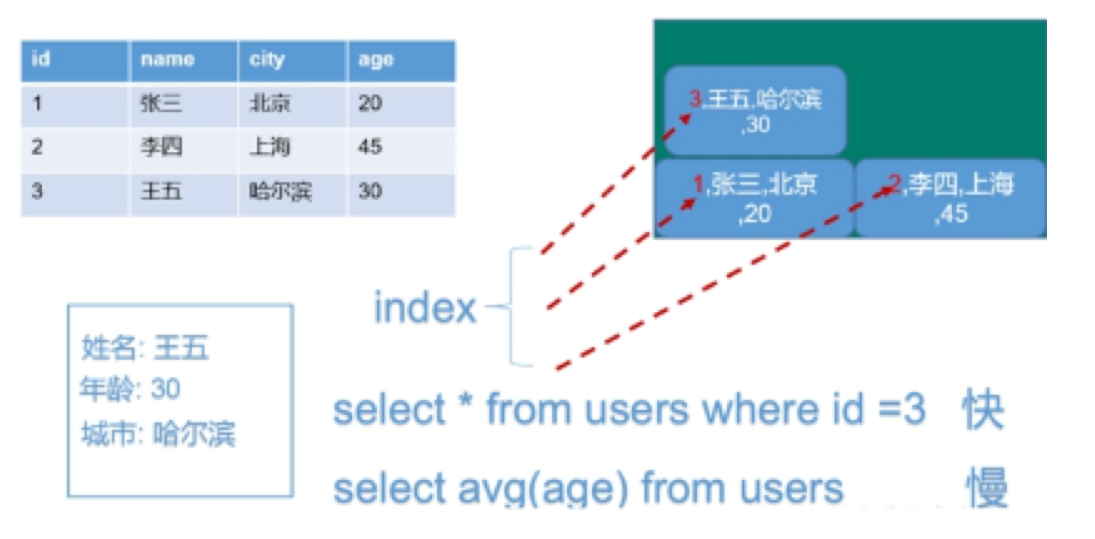 id name city age
1 张三 北京 20
2 李四 上海 45
3 王五 哈尔滨 30
3,王五,哈尔滨
,30
1,张三,北京
,20
2,李四,上海
,45
index
姓名: 王五
年龄: 30
城市: 哈尔滨
select * from users where id =3 快
select avg(age) from users 慢